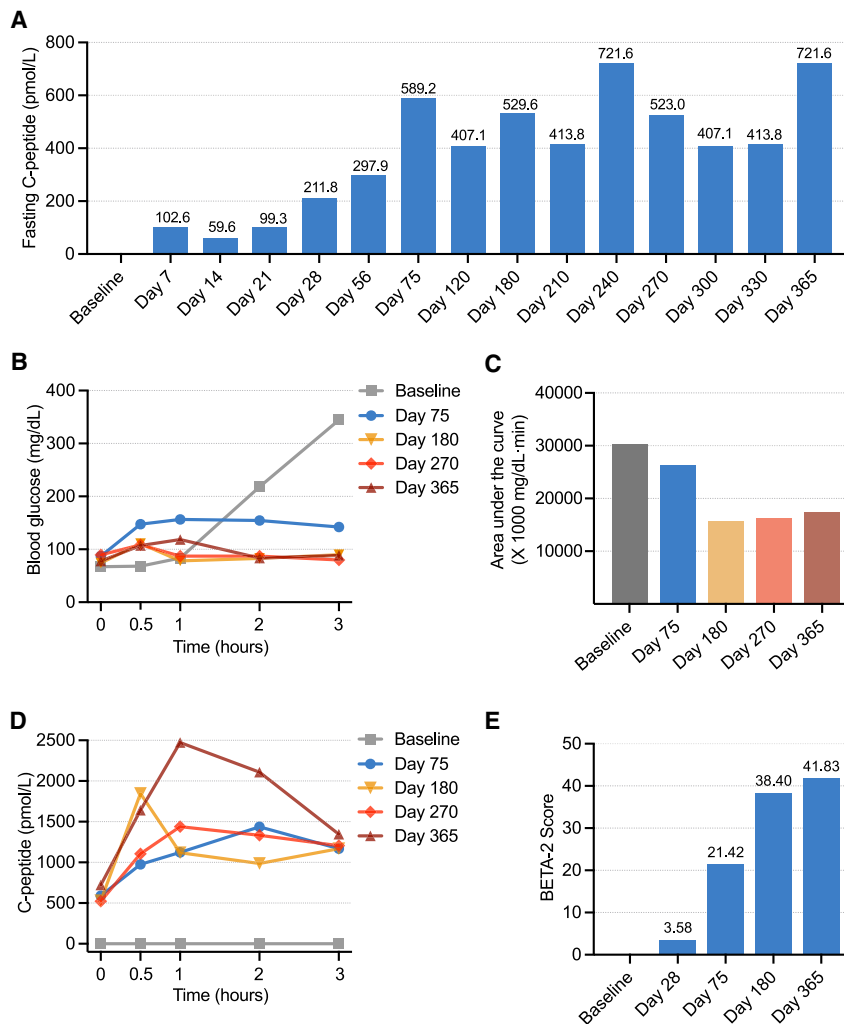 A
Fasting C-peptide (pmol/L)
800
600
400
200
0
102.6
59.6
99.3
211.8
297.9
589.2
407.1
529.6
413.8
721.6
523.0
407.1
413.8
721.6
Baseline
Day 7
Day 14
Day 21
Day 28
Day 56
Day 75
Day 120
Day 180
Day 210
Day 240
Day 270
Day 300
Day 330
Day 365
B
Blood glucose (mg/dL)
400
300
200
100
0
0
0.5
1
2
3
Time (hours)
Baseline
Day 75
Day 180
Day 270
Day 365
C
Area under the curve
(X 1000 mg/dL·min)
40000
30000
20000
10000
Baseline
Day 75
Day 180
Day 270
Day 365
D
C-peptide (pmol/L)
2500
2000
1500
1000
500
0
0
0.5
1
2
3
Time (hours)
Baseline
Day 75
Day 180
Day 270
Day 365
E
BETA-2 Score
50
40
30
20
10
0
3.58
21.42
38.40
41.83
Baseline
Day 28
Day 75
Day 180
Day 365